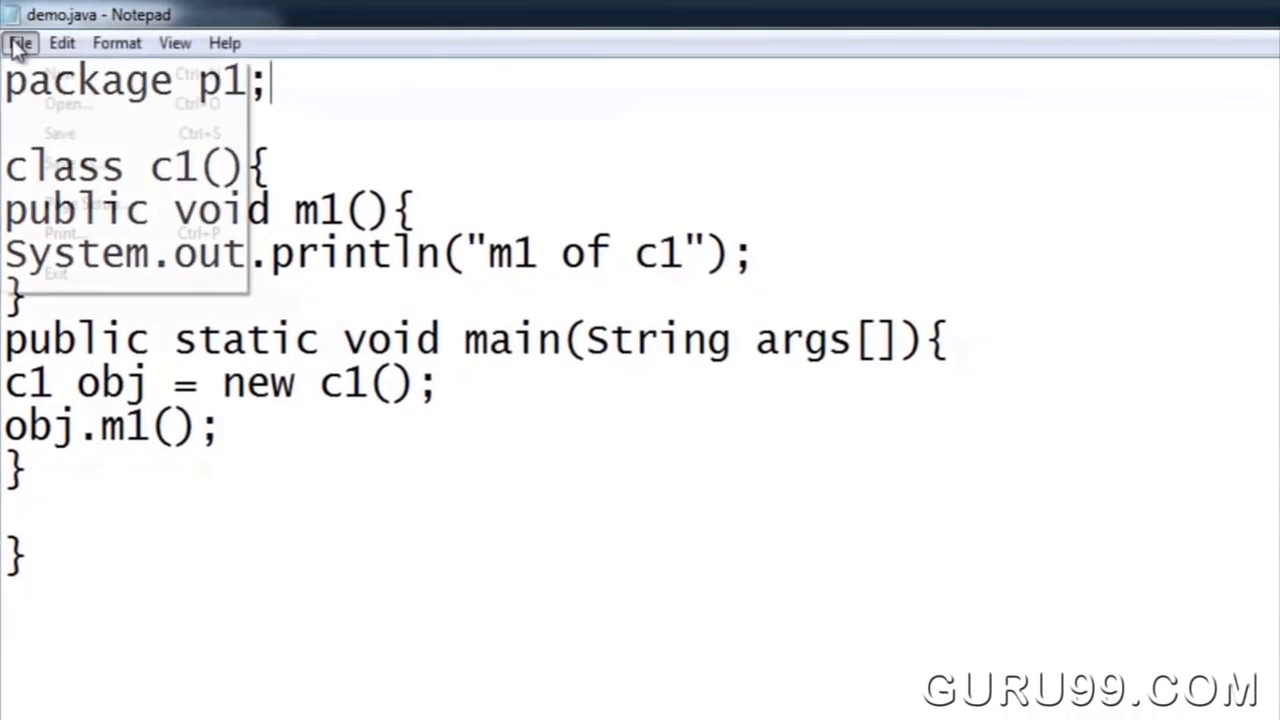 demo.java - Notepad
File Edit Format View Help
package p1;
Open... Ctrl+O
Save Ctrl+S
class c1(){
public void m1(){
Print... Ctrl+P
System.out.println("m1 of c1");
Exit
}
public static void main(String args[]){
c1 obj = new c1();
obj.m1();
}
}
GURU99.COM